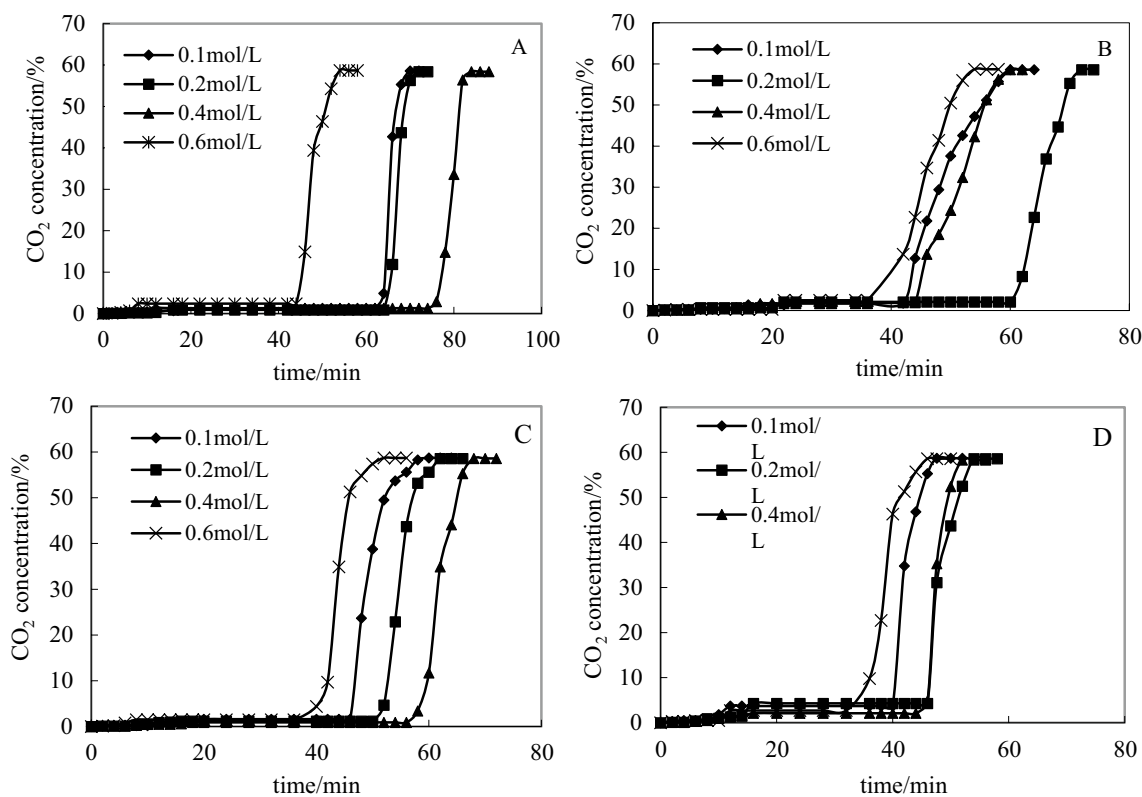 A
70
60
50
40
30
20
10
0
CO₂ concentration/%
0.1mol/L
0.2mol/L
0.4mol/L
0.6mol/L
0 20 40 60 80 100
time/min
B
70
60
50
40
30
20
10
0
CO₂ concentration/%
0.1mol/L
0.2mol/L
0.4mol/L
0.6mol/L
0 20 40 60 80
time/min
C
70
60
50
40
30
20
10
0
CO₂ concentration/%
0.1mol/L
0.2mol/L
0.4mol/L
0.6mol/L
0 20 40 60 80
time/min
D
70
60
50
40
30
20
10
0
CO₂ concentration/%
0.1mol/
L
0.2mol/
L
0.4mol/
L
0 20 40 60 80
time/min